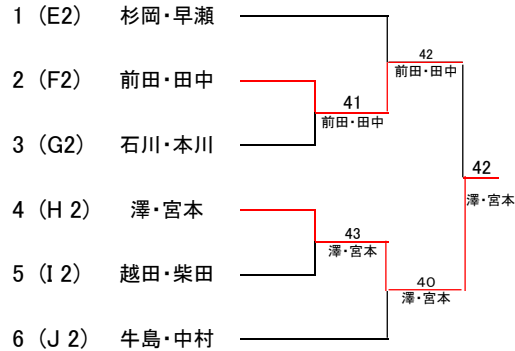 1 (E2) 杉岡・早瀬
42
前田・田中
2 (F2) 前田・田中
41
前田・田中
3 (G2) 石川・本川
42
澤・宮本
4 (H 2) 澤・宮本
43
澤・宮本
5 (I 2) 越田・柴田
40
澤・宮本
6 (J 2) 牛島・中村